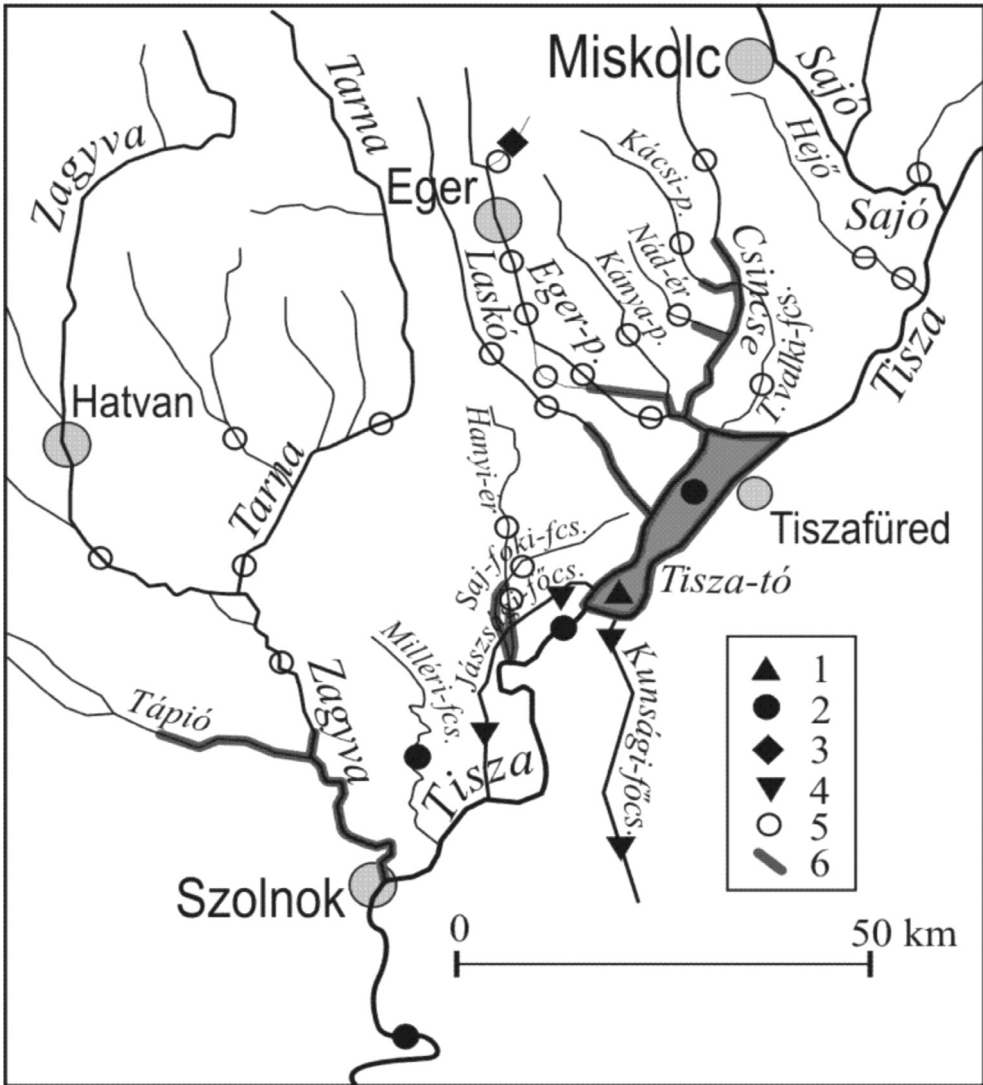 Miskolc
Sajó
Tarna
Zagyva
Hejő
Kácsi-p.
Eger
Sajó
Nád-ér
Csincse
Kánya-p.
Laskó
Eger-p.
T.valki-fcs.
Tisza
Hatvan
Hanyi-ér
Tarna
Tiszafüred
Saj-foki-fcs.
Tisza-tó
Milléri-fcs.
Kunsági-főcs.
Zagyva
Tápió
Tisza
1
2
3
4
5
6
Szolnok
0
50 km